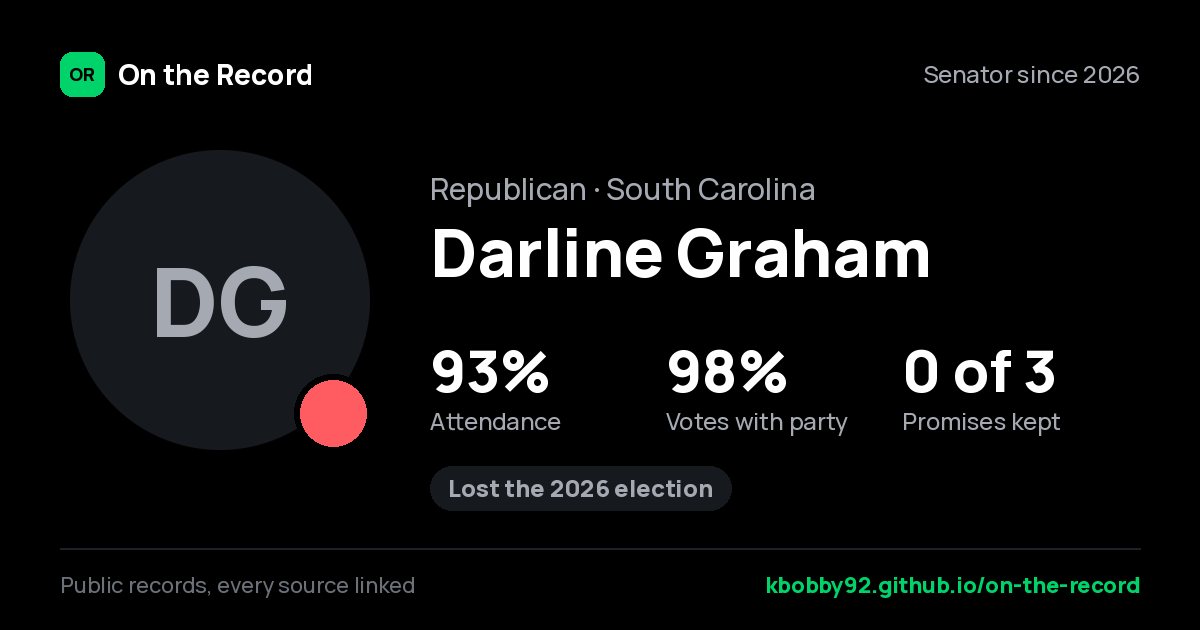 OR On the Record
Senator since 2026
Republican · South Carolina
Darline Graham
DG
93% 98% 0 of 3
Attendance Votes with party Promises kept
Lost the 2026 election
Public records, every source linked
kbobby92.github.io/on-the-record